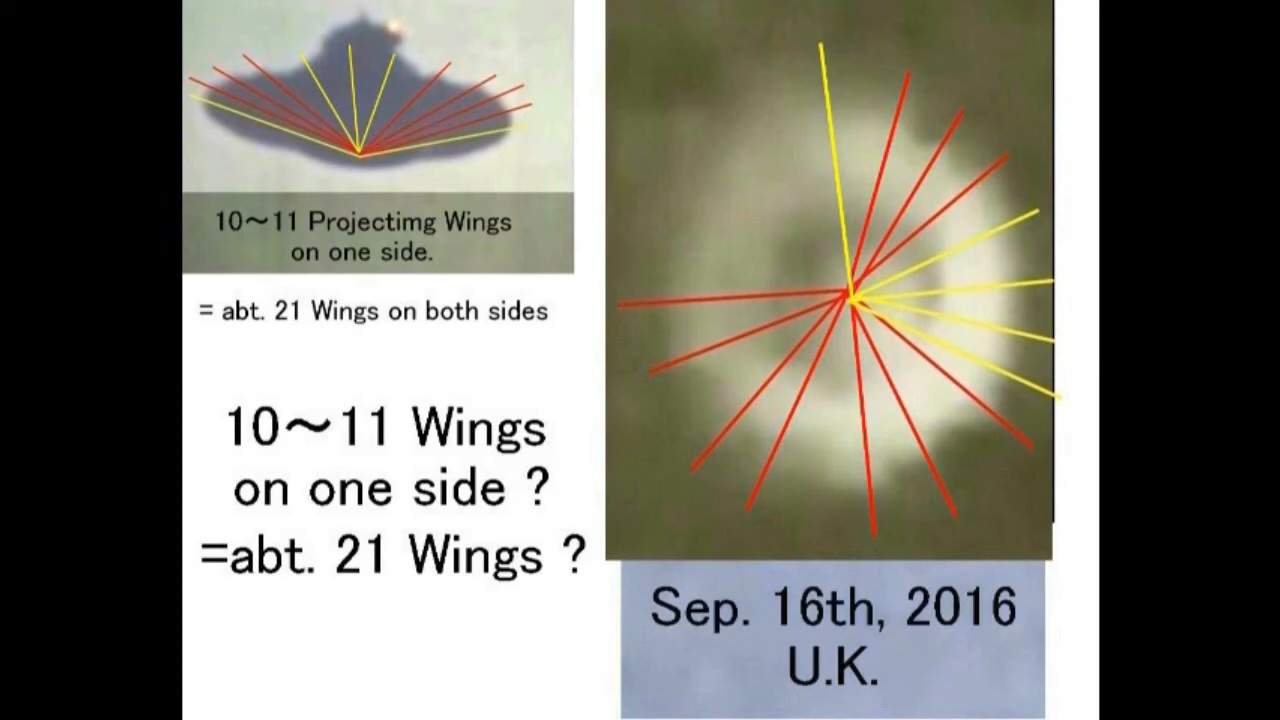 10～11 Projectimg Wings
on one side.
= abt. 21 Wings on both sides
10～11 Wings
on one side ?
=abt. 21 Wings ?
Sep. 16th, 2016
U.K.